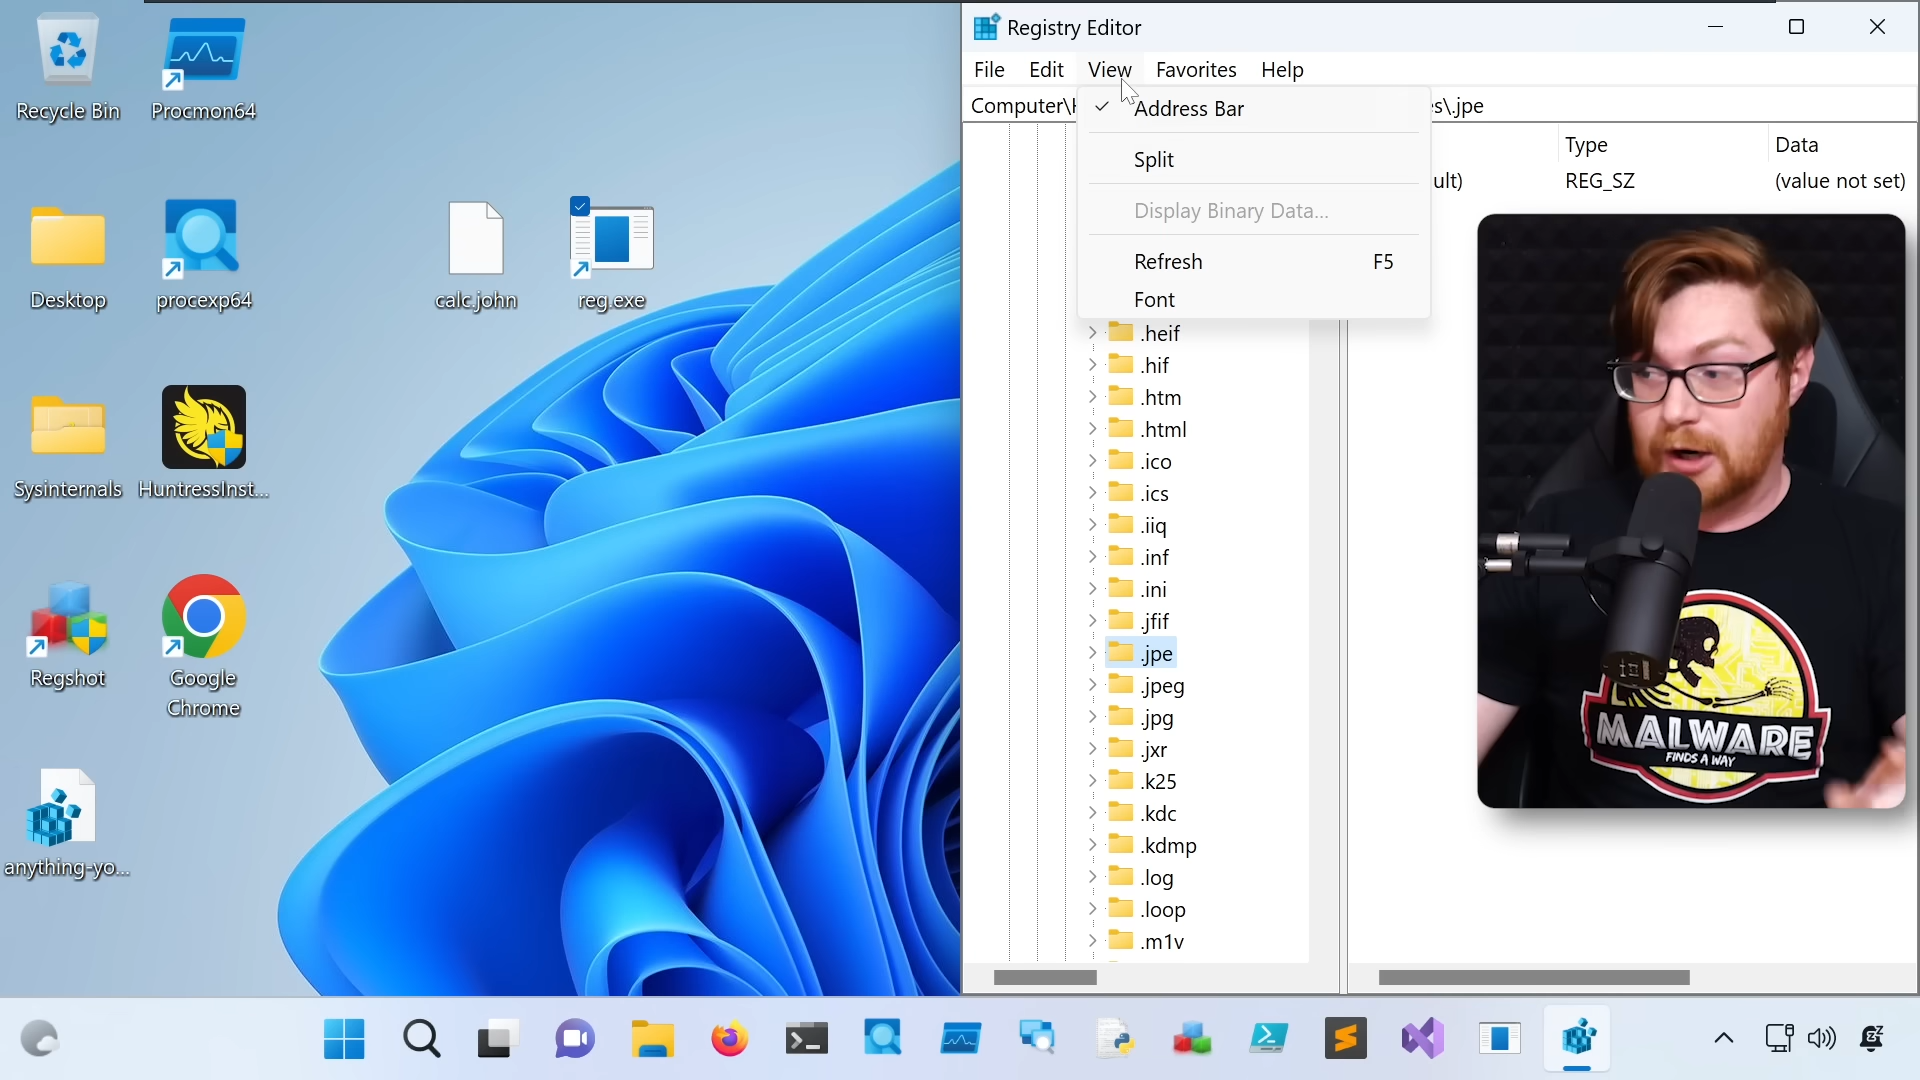 Recycle Bin
Procmon64
Desktop
procexp64
calc.john
reg.exe
Sysinternals
HuntressInst...
Regshot
Google
Chrome
anything-yo...
Registry Editor
File Edit View Favorites Help
Computer\ s\.jpe
Address Bar
Split
Display Binary Data...
Refresh F5
Font
Type Data
ult) REG_SZ (value not set)
.heif
.hif
.htm
.html
.ico
.ics
.iiq
.inf
.ini
.jfif
.jpe
.jpeg
.jpg
.jxr
.k25
.kdc
.kdmp
.log
.loop
.m1v
MALWARE
FINDS A WAY